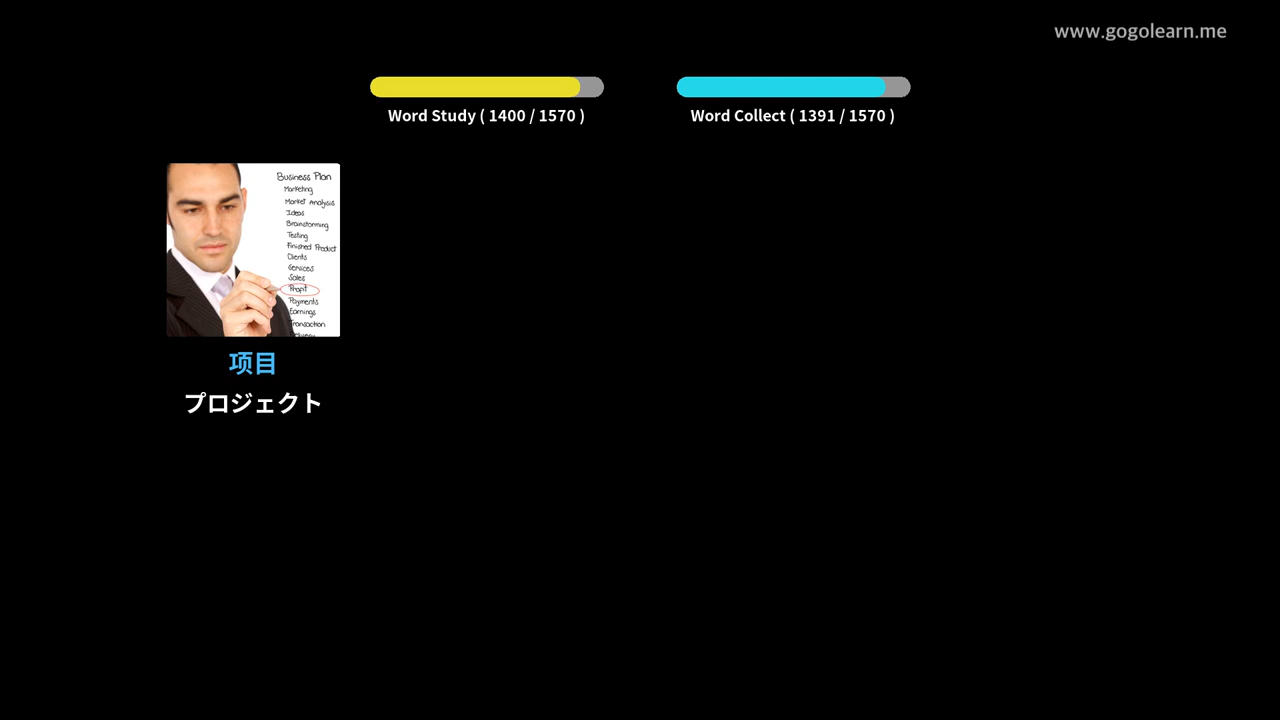 www.gogolearn.me
Word Study ( 1400 / 1570 )
Word Collect ( 1391 / 1570 )
Business Plan
Marketing
Market Analysis
Ideas
Brainstorming
Testing
Finished Product
Clients
Services
Sales
Profit
Payments
Earnings
Transaction
Delivery
项目
プロジェクト